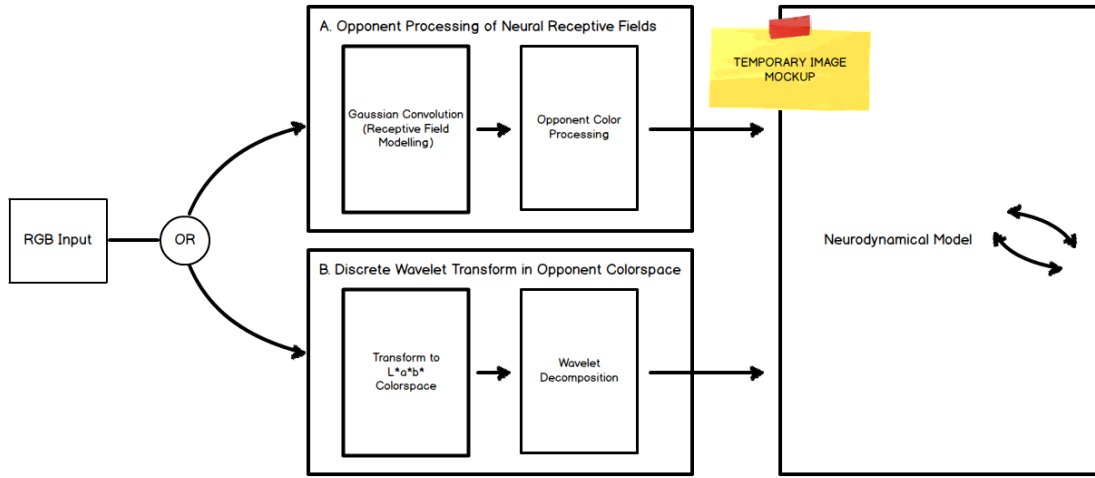 A. Opponent Processing of Neural Receptive Fields
TEMPORARY IMAGE
MOCKUP
Gaussian Convolution
(Receptive Field
Modelling)
Opponent Color
Processing
RGB Input
OR
Neurodynamical Model
B. Discrete Wavelet Transform in Opponent Colorspace
Transform to
L*a*b*
Colorspace
Wavelet
Decomposition